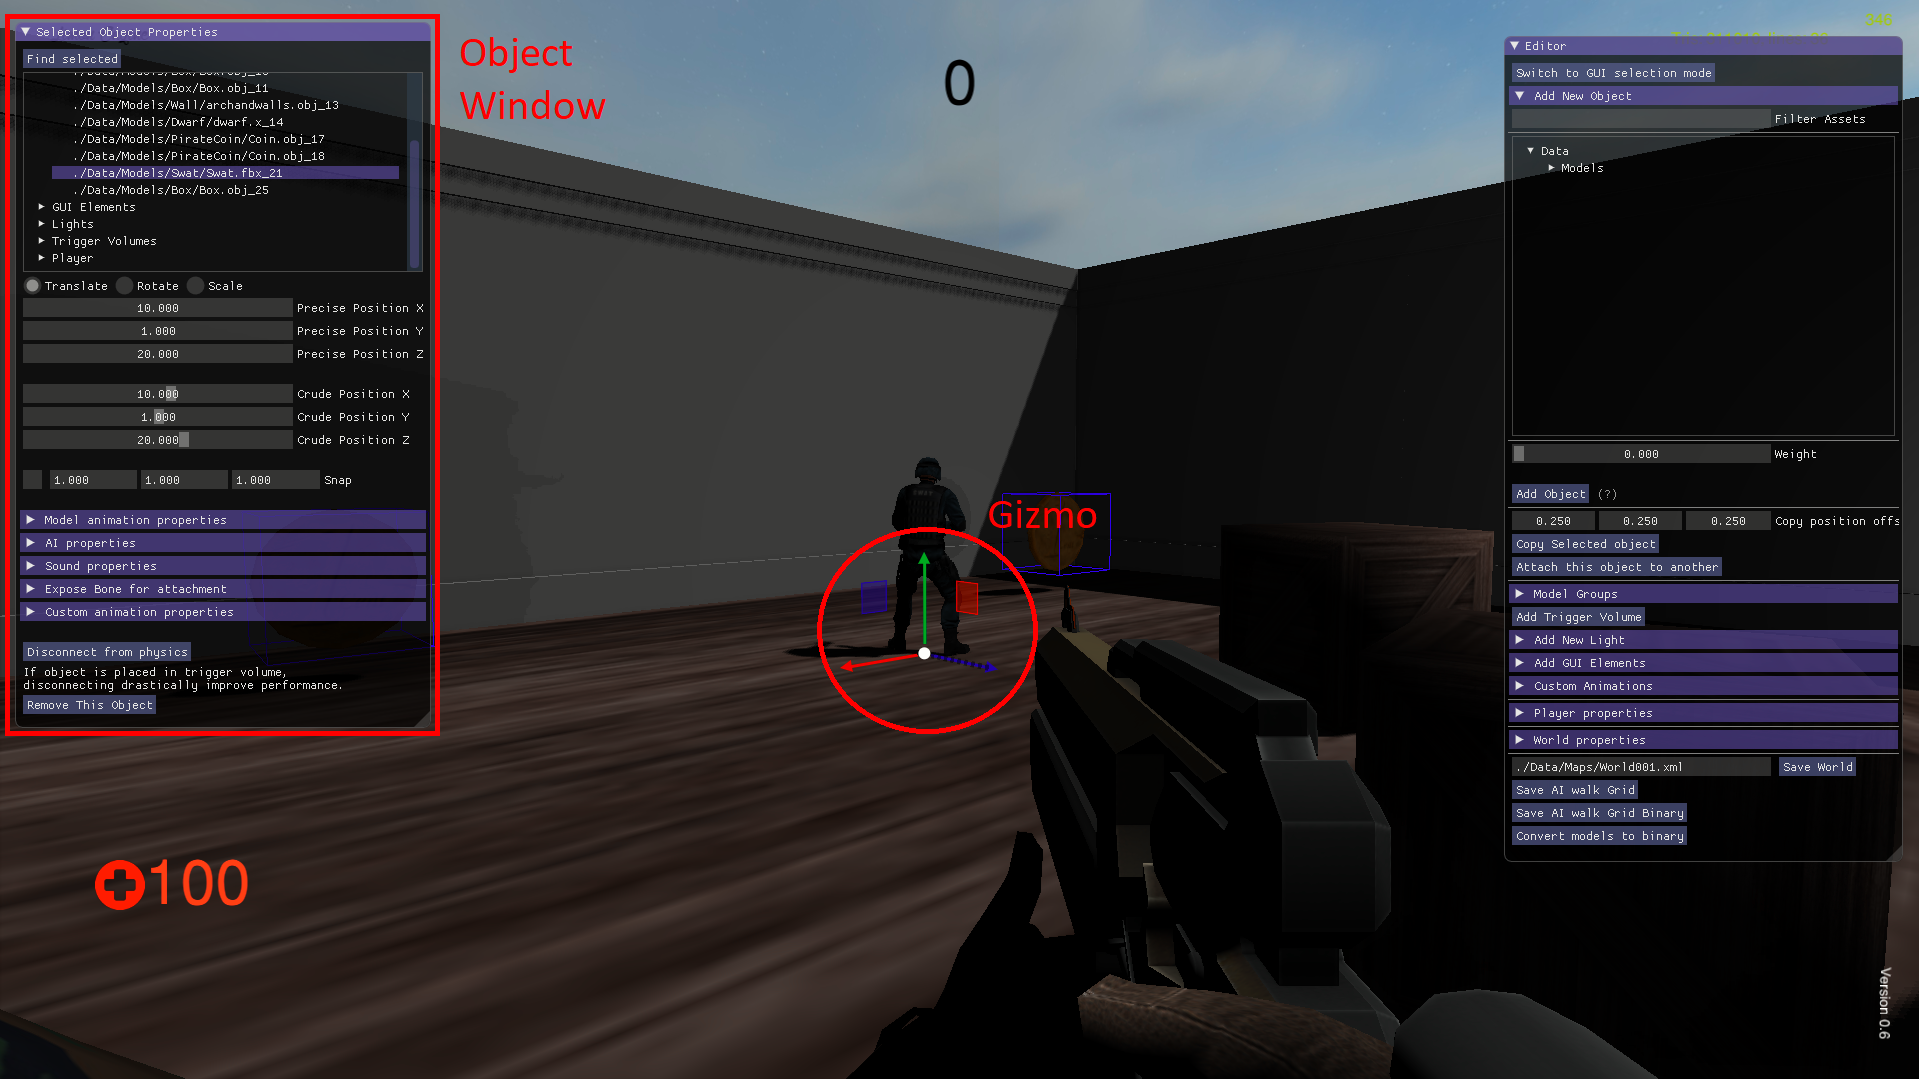 Selected Object Properties
Find selected
./Data/Models/Box/Box.obj_11
./Data/Models/Wall/archandwalls.obj_13
./Data/Models/Dwarf/dwarf.x_14
./Data/Models/PirateCoin/Coin.obj_17
./Data/Models/PirateCoin/Coin.obj_18
./Data/Models/Swat/Swat.fbx_21
./Data/Models/Box/Box.obj_25
GUI Elements
Lights
Trigger Volumes
Player
Translate Rotate Scale
10.000 Precise Position X
1.000 Precise Position Y
20.000 Precise Position Z
10.000 Crude Position X
1.000 Crude Position Y
20.000 Crude Position Z
1.000 1.000 1.000 Snap
Model animation properties
AI properties
Sound properties
Expose Bone for attachment
Custom animation properties
Disconnect from physics
If object is placed in trigger volume,
disconnecting drastically improve performance.
Remove This Object
Object
Window
0
Gizmo
100
346
Editor
Switch to GUI selection mode
Add New Object
Filter Assets
Data
Models
0.000 Weight
Add Object (?)
0.250 0.250 0.250 Copy position offs
Copy Selected object
Attach this object to another
Model Groups
Add Trigger Volume
Add New Light
Add GUI Elements
Custom Animations
Player properties
World properties
./Data/Maps/World001.xml Save World
Save AI walk Grid
Save AI walk Grid Binary
Convert models to binary
Version 0.6